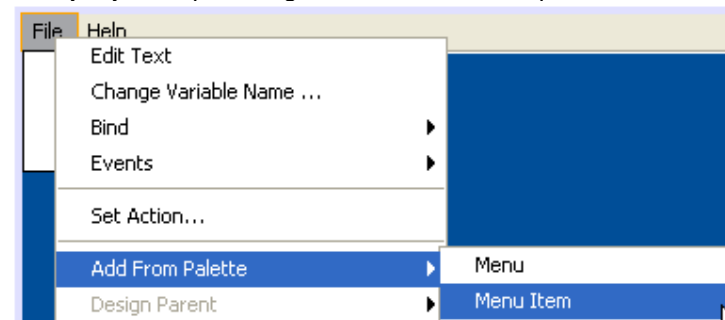 File Help
Edit Text
Change Variable Name ...
Bind
Events
Set Action...
Add From Palette
Menu
Design Parent
Menu Item